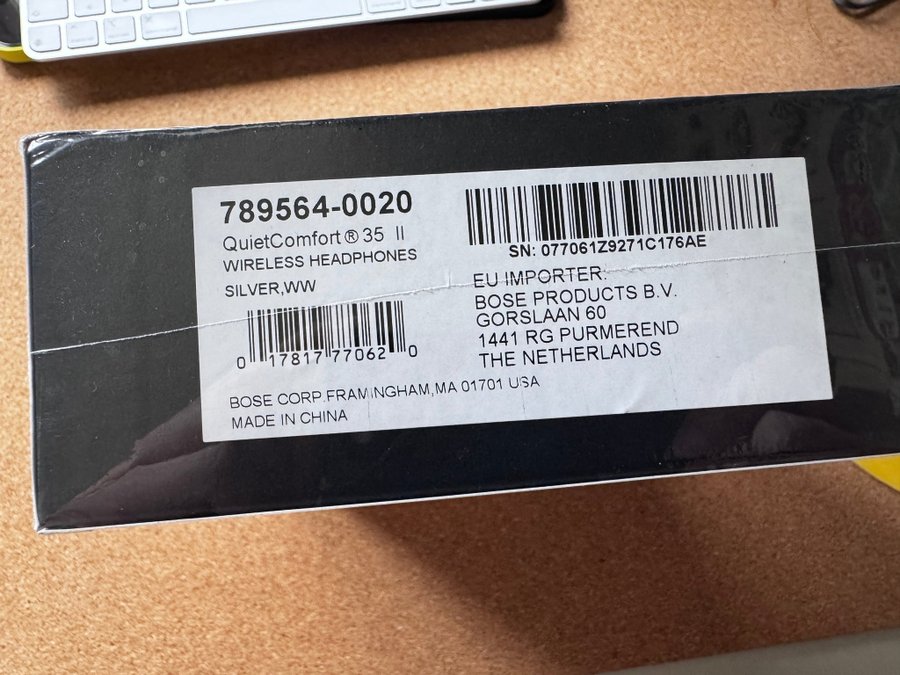 789564-0020
QuietComfort® 35 II
WIRELESS HEADPHONES
SILVER,WW
0 17817 77062 0
BOSE CORP.FRAMINGHAM,MA 01701 USA
MADE IN CHINA
SN: 077061Z9271C176AE
EU IMPORTER:
BOSE PRODUCTS B.V.
GORSLAAN 60
1441 RG PURMEREND
THE NETHERLANDS